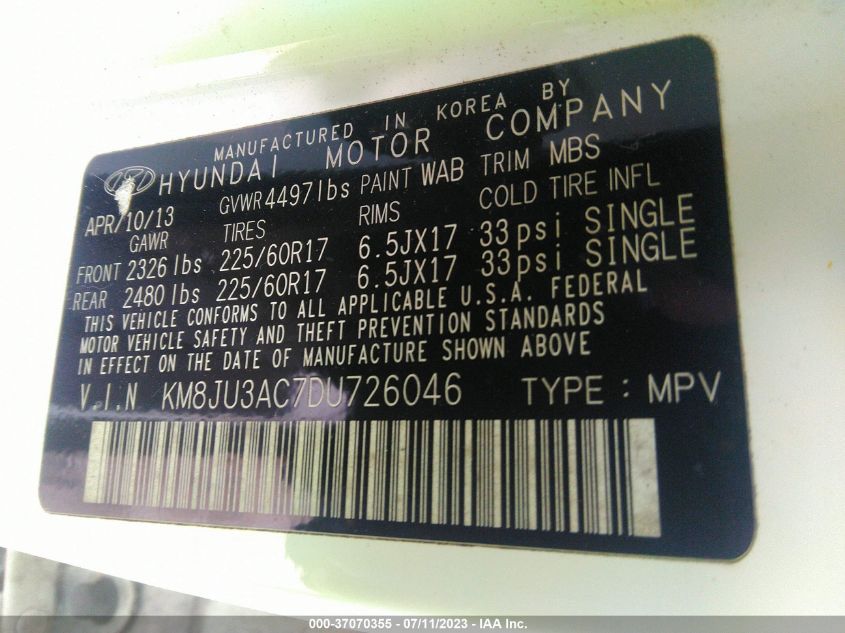 MANUFACTURED IN KOREA BY
HYUNDAI MOTOR COMPANY
APR/10/13 GVWR 4497lbs PAINT WAB TRIM MBS
GAWR TIRES RIMS COLD TIRE INFL
FRONT 2326 lbs 225/60R17 6.5JX17 33psi SINGLE
REAR 2480 lbs 225/60R17 6.5JX17 33psi SINGLE
THIS VEHICLE CONFORMS TO ALL APPLICABLE U.S.A. FEDERAL
MOTOR VEHICLE SAFETY AND THEFT PREVENTION STANDARDS
IN EFFECT ON THE DATE OF MANUFACTURE SHOWN ABOVE
V.I.N KM8JU3AC7DU726046 TYPE : MPV
000-37070355 - 07/11/2023 - IAA Inc.